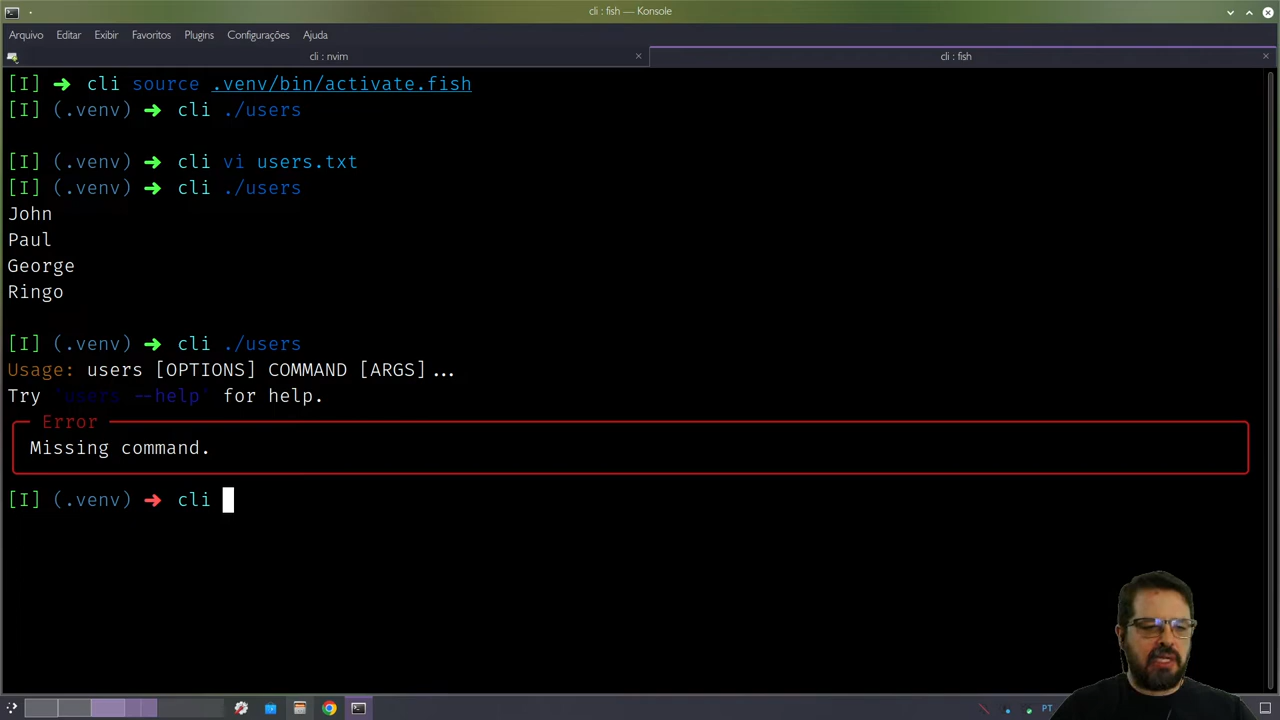 cli : fish — Konsole
Arquivo Editar Exibir Favoritos Plugins Configurações Ajuda
cli : nvim
cli : fish
[I] ➜ cli source .venv/bin/activate.fish
[I] (.venv) ➜ cli ./users
[I] (.venv) ➜ cli vi users.txt
[I] (.venv) ➜ cli ./users
John
Paul
George
Ringo
[I] (.venv) ➜ cli ./users
Usage: users [OPTIONS] COMMAND [ARGS]...
Try 'users --help' for help.
Error
Missing command.
[I] (.venv) ➜ cli
PT